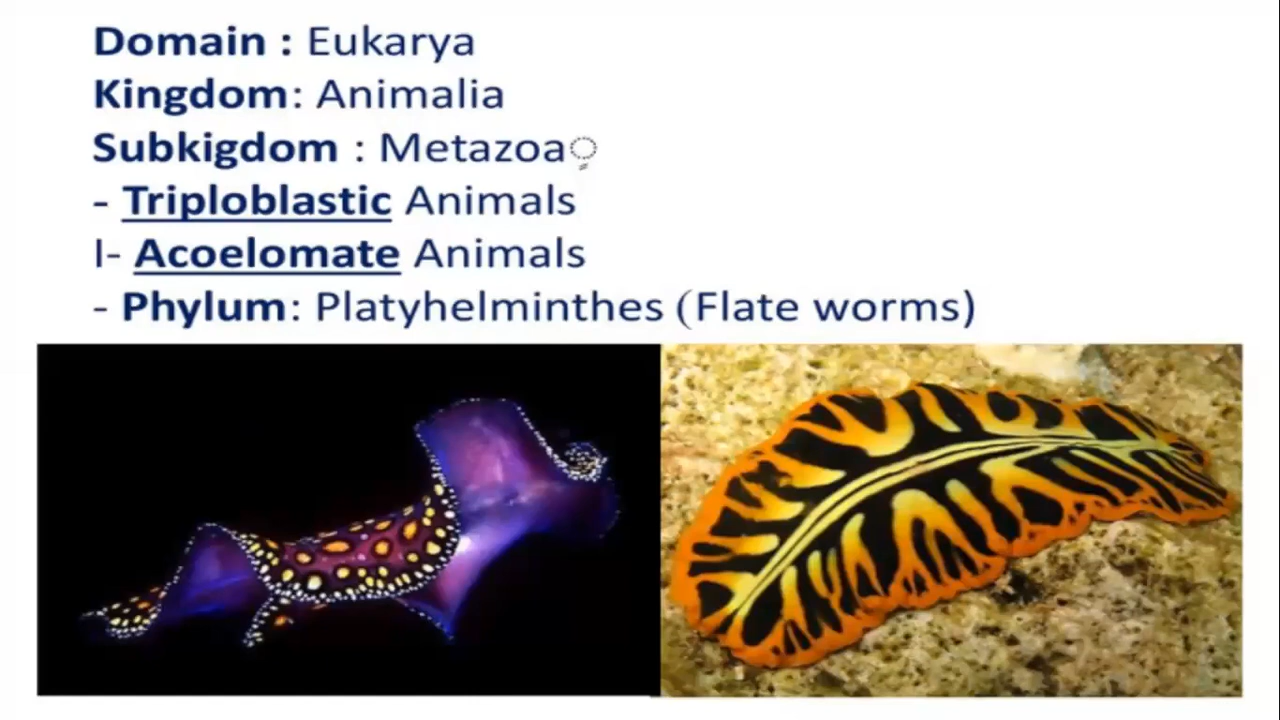 Domain : Eukarya
Kingdom: Animalia
Subkigdom : Metazoa़
- Triploblastic Animals
I- Acoelomate Animals
- Phylum: Platyhelminthes (Flate worms)